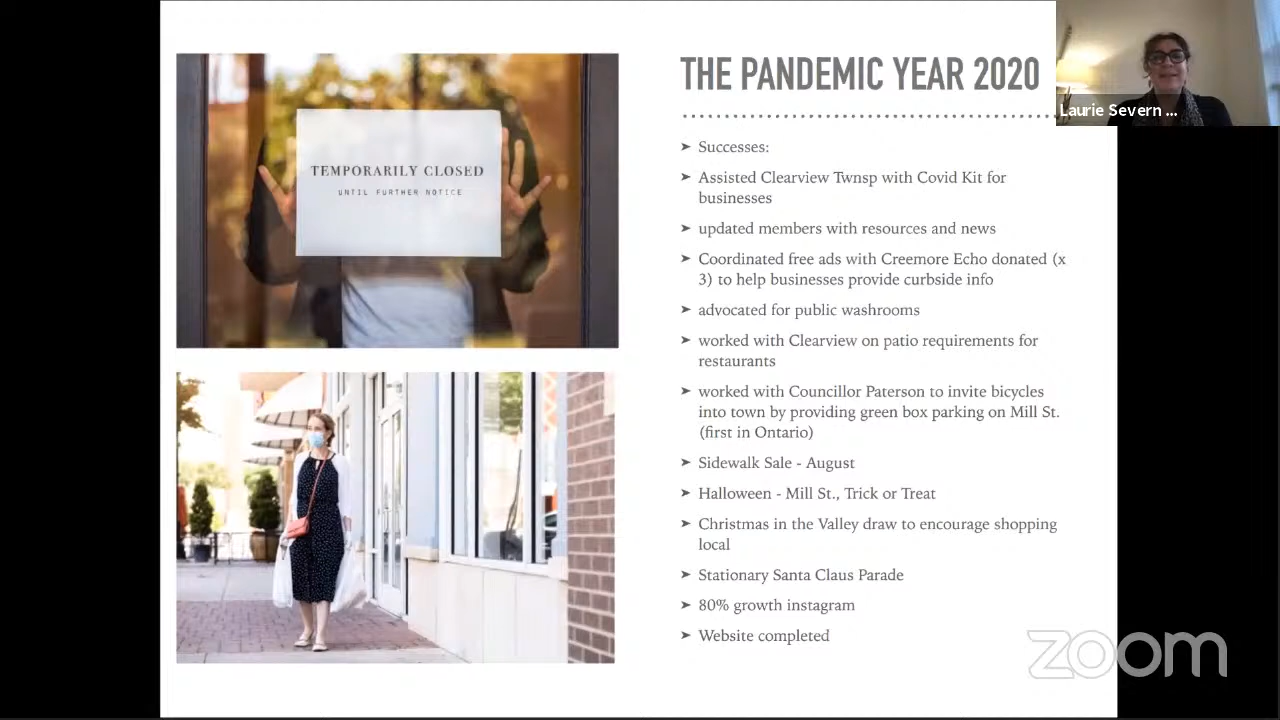 THE PANDEMIC YEAR 2020
Laurie Severn ...
TEMPORARILY CLOSED
UNTIL FURTHER NOTICE
➤ Successes:
➤ Assisted Clearview Twnsp with Covid Kit for
businesses
➤ updated members with resources and news
➤ Coordinated free ads with Creemore Echo donated (x
3) to help businesses provide curbside info
➤ advocated for public washrooms
➤ worked with Clearview on patio requirements for
restaurants
➤ worked with Councillor Paterson to invite bicycles
into town by providing green box parking on Mill St.
(first in Ontario)
➤ Sidewalk Sale - August
➤ Halloween - Mill St., Trick or Treat
➤ Christmas in the Valley draw to encourage shopping
local
➤ Stationary Santa Claus Parade
➤ 80% growth instagram
➤ Website completed
zoom